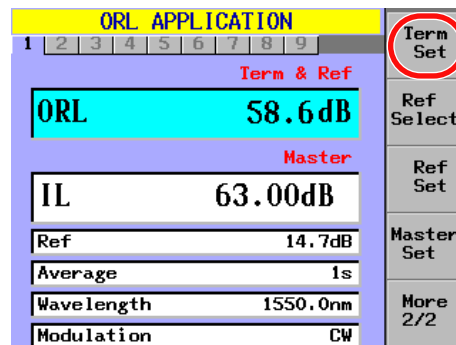 ORL APPLICATION
1 2 3 4 5 6 7 8 9
Term & Ref
ORL 58.6dB
Master
IL 63.00dB
Ref 14.7dB
Average 1s
Wavelength 1550.0nm
Modulation CW
Term
Set
Ref
Select
Ref
Set
Master
Set
More
2/2